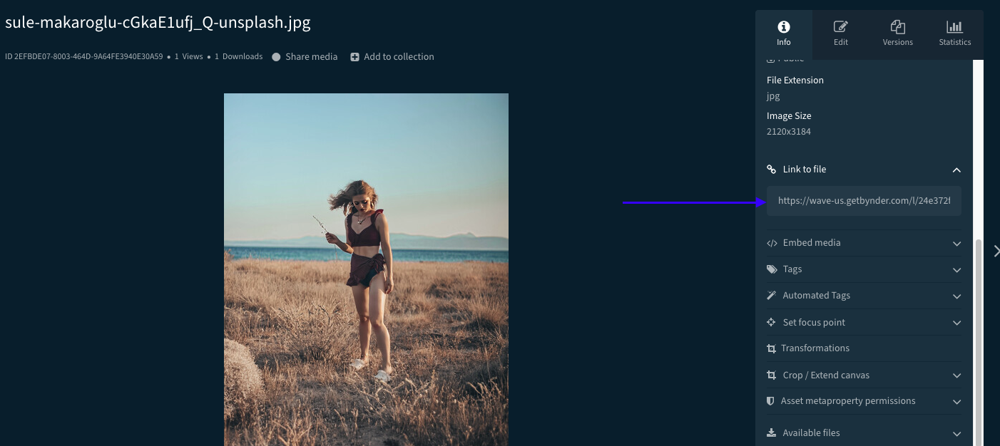 sule-makaroglu-cGkaE1ufj_Q-unsplash.jpg
ID 2EFBDE07-8003-464D-9A64FE3940E30A59 • 1 Views • 1 Downloads Share media Add to collection
Info Edit Versions Statistics
Public
File Extension
jpg
Image Size
2120x3184
Link to file
https://wave-us.getbynder.com/l/24e372f
Embed media
Tags
Automated Tags
Set focus point
Transformations
Crop / Extend canvas
Asset metaproperty permissions
Available files